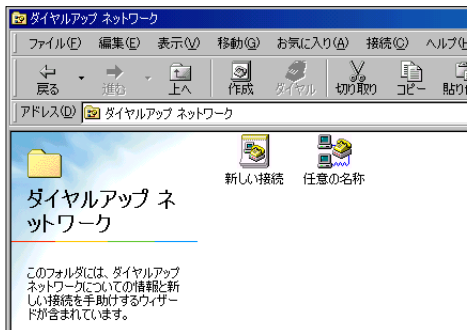 ダイヤルアップ ネットワーク
ファイル(F) 編集(E) 表示(V) 移動(G) お気に入り(A) 接続(C) ヘルプ(H
戻る 進む 上へ 作成 ダイヤル 切り取り コピー 貼り付
アドレス(D) ダイヤルアップ ネットワーク
新しい接続 任意の名称
ダイヤルアップ ネ
ットワーク
このフォルダには、ダイヤルアップ
ネットワークについての情報と新
しい接続を手助けするウィザー
ドが含まれています。